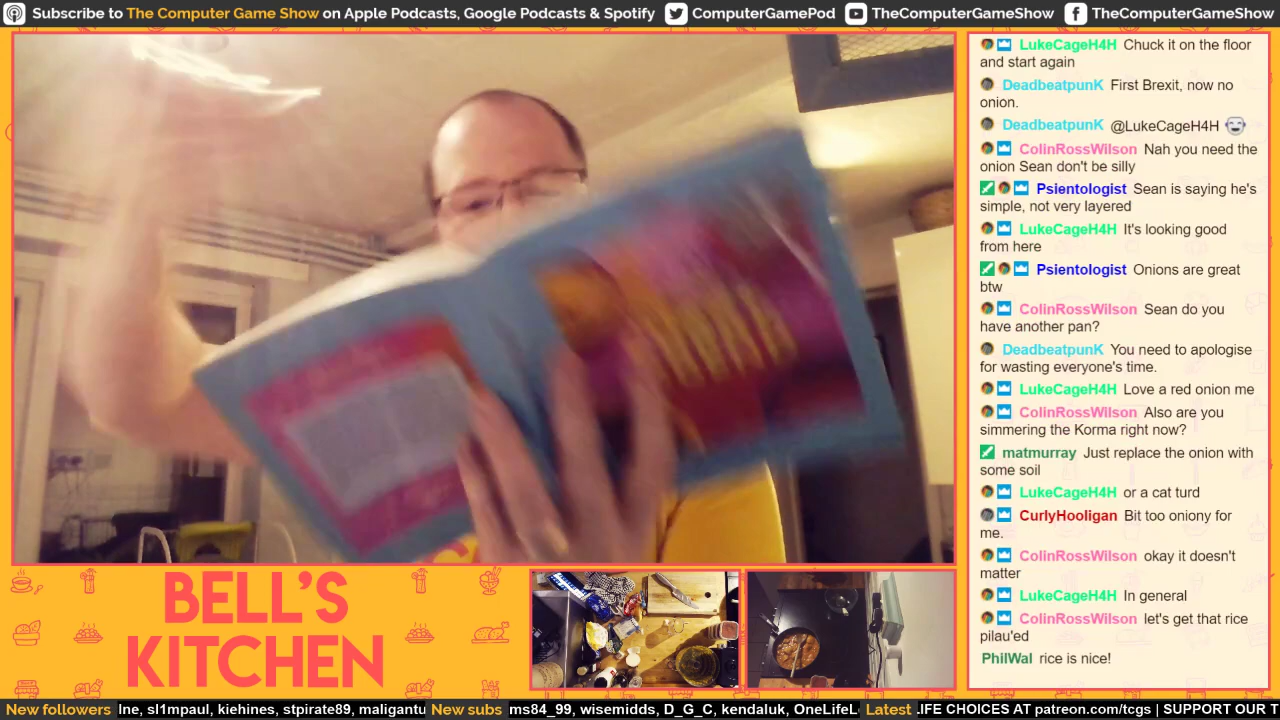 Subscribe to The Computer Game Show on Apple Podcasts, Google Podcasts & Spotify ComputerGamePod TheComputerGameShow TheComputerGameShow
LukeCageH4H Chuck it on the floor
and start again
DeadbeatpunK First Brexit, now no
onion.
DeadbeatpunK @LukeCageH4H
ColinRossWilson Nah you need the
onion Sean don't be silly
Psientologist Sean is saying he's
simple, not very layered
LukeCageH4H It's looking good
from here
Psientologist Onions are great
btw
ColinRossWilson Sean do you
have another pan?
DeadbeatpunK You need to apologise
for wasting everyone's time.
LukeCageH4H Love a red onion me
ColinRossWilson Also are you
simmering the Korma right now?
matmurray Just replace the onion with
some soil
LukeCageH4H or a cat turd
CurlyHooligan Bit too oniony for
me.
ColinRossWilson okay it doesn't
matter
LukeCageH4H In general
ColinRossWilson let's get that rice
pilau'ed
PhilWal rice is nice!
BELL'S
KITCHEN
New followers lne, sl1mpaul, kiehines, stpirate89, maligantu New subs ms84_99, wisemidds, D_G_C, kendaluk, OneLifeL Latest LIFE CHOICES AT patreon.com/tcgs | SUPPORT OUR T